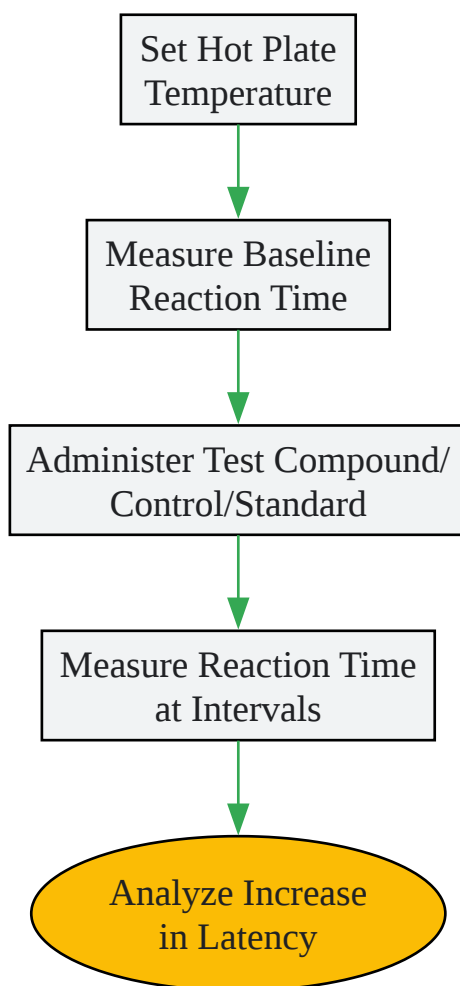 Set Hot Plate
Temperature
Measure Baseline
Reaction Time
Administer Test Compound/
Control/Standard
Measure Reaction Time
at Intervals
Analyze Increase
in Latency